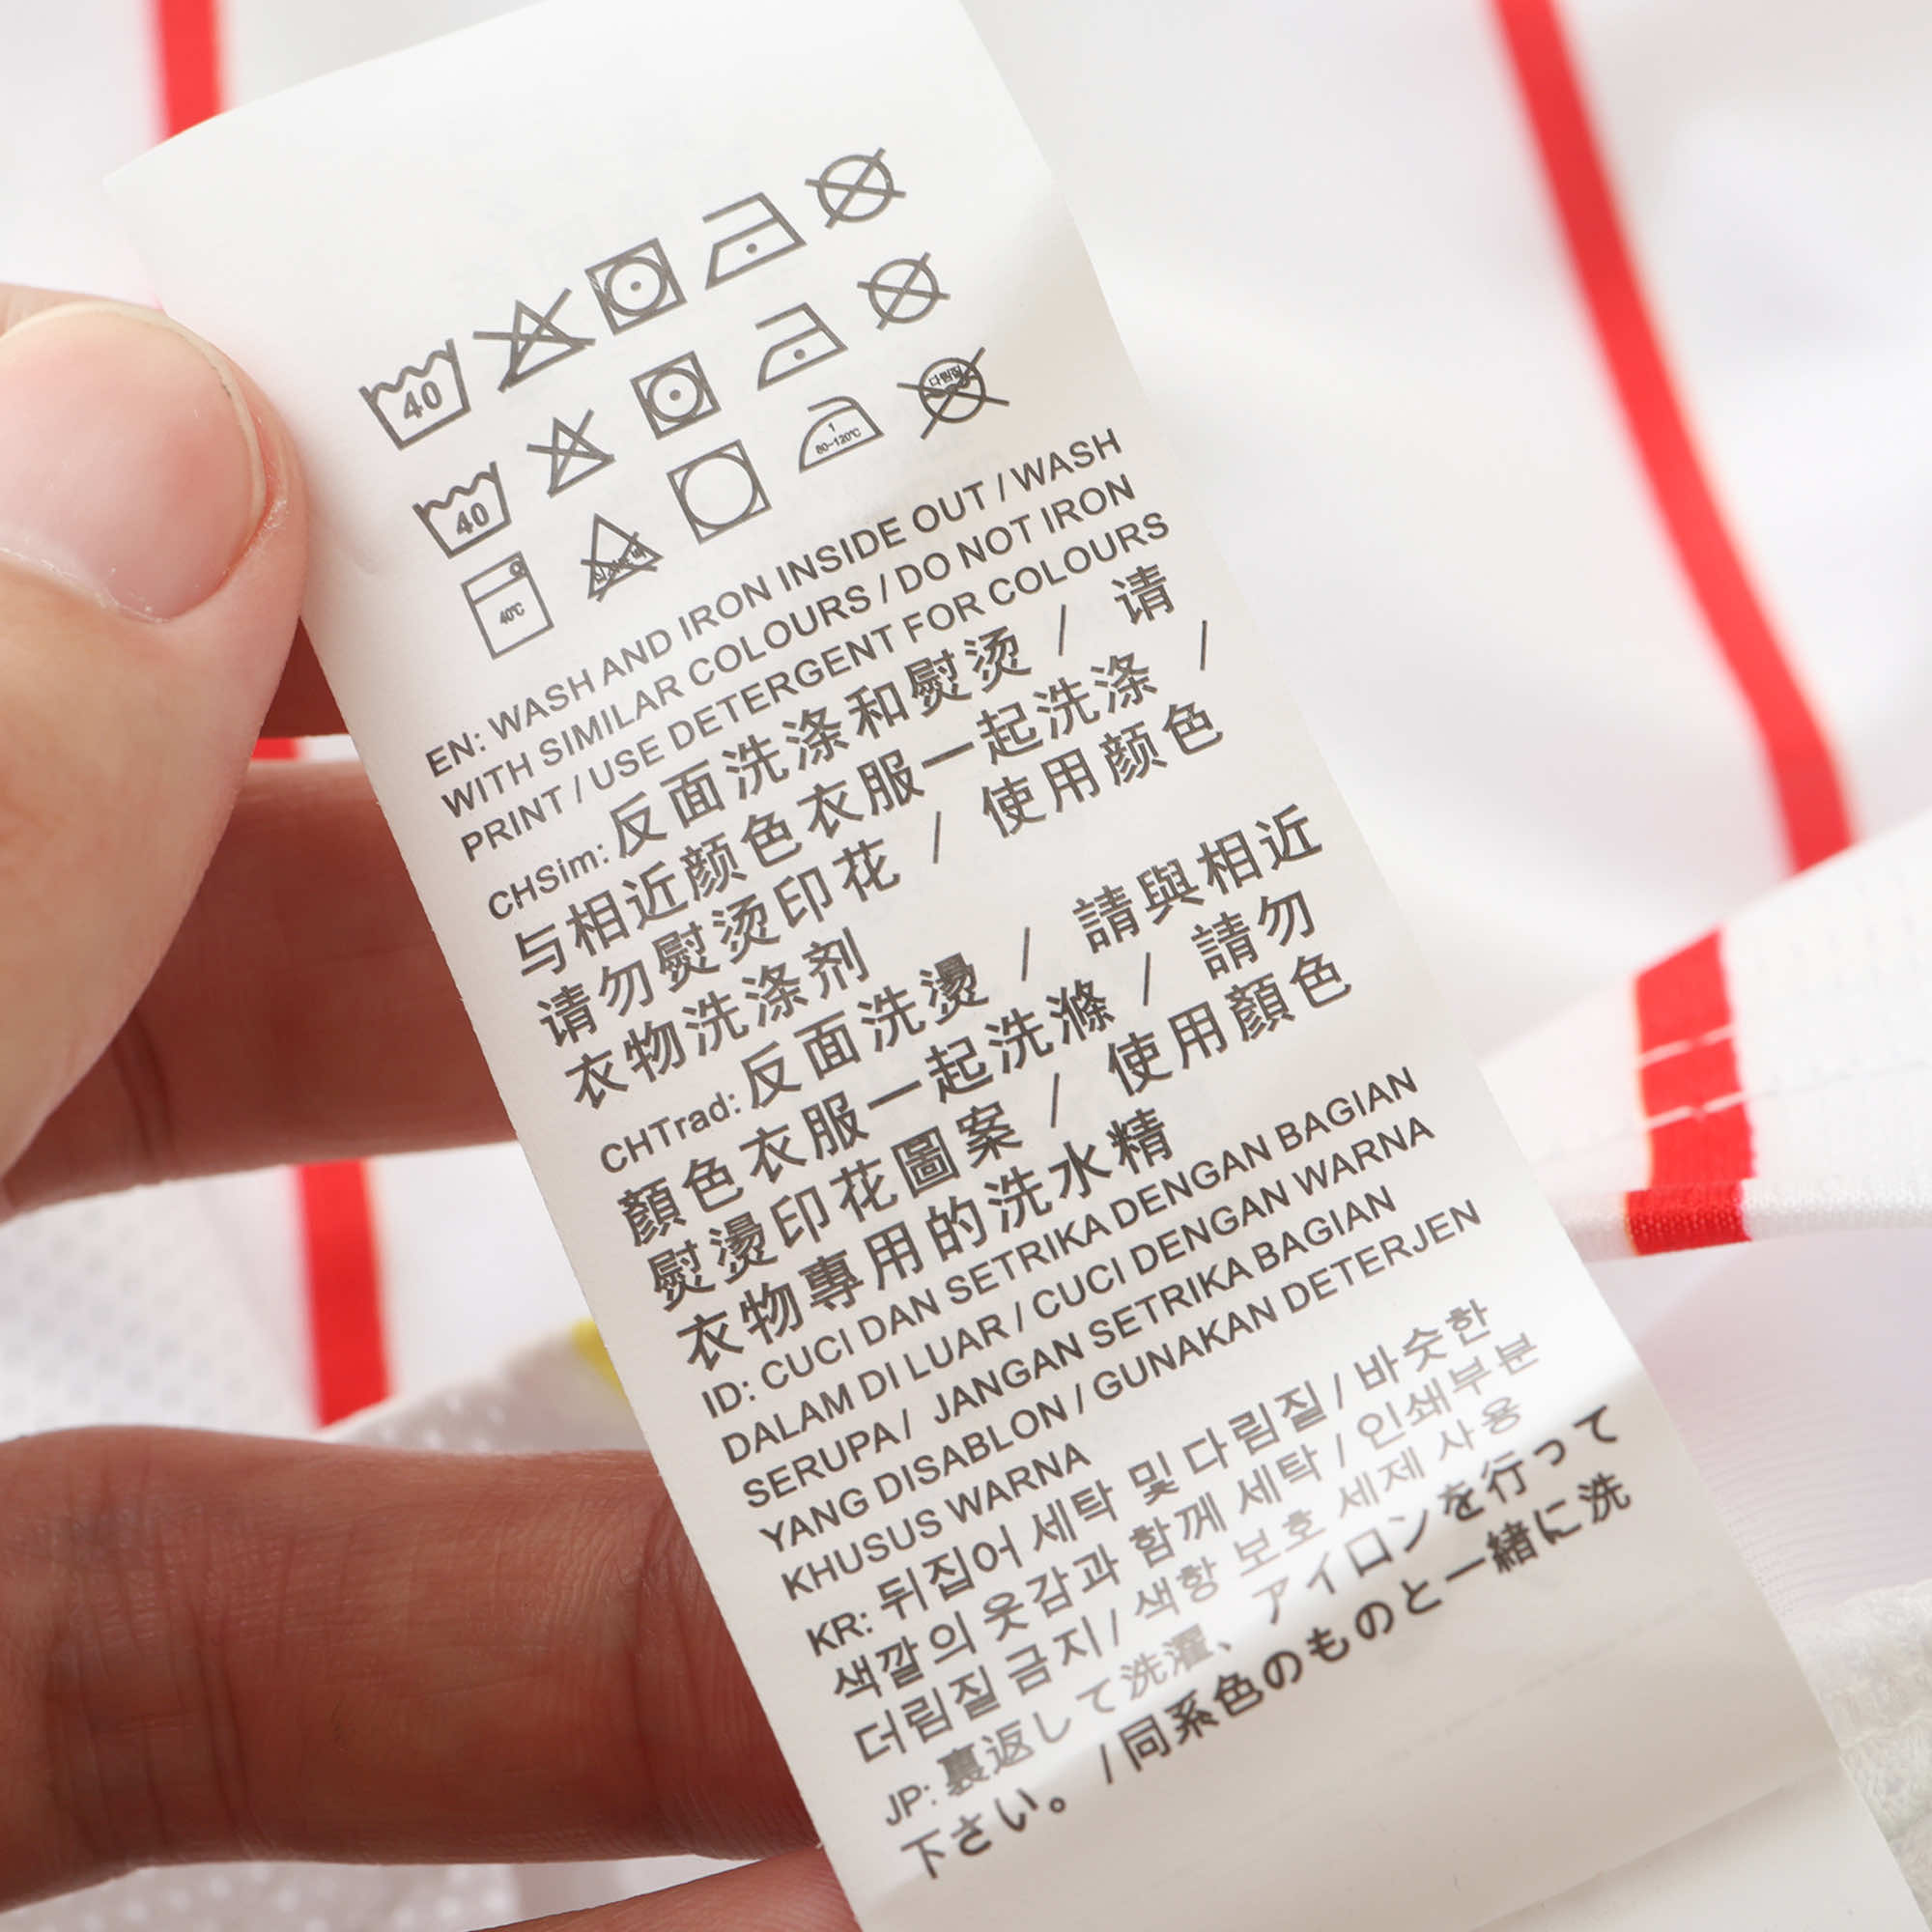 40
40
다림질
1
80~120℃
40℃
EN: WASH AND IRON INSIDE OUT / WASH
WITH SIMILAR COLOURS / DO NOT IRON
PRINT / USE DETERGENT FOR COLOURS
CHSim: 反面洗涤和熨烫 / 请
与相近颜色衣服一起洗涤 /
请勿熨烫印花 / 使用颜色
衣物洗涤剂
CHTrad: 反面洗燙 / 請與相近
顏色衣服一起洗滌 / 請勿
熨燙印花圖案 / 使用顏色
衣物專用的洗水精
ID: CUCI DAN SETRIKA DENGAN BAGIAN
DALAM DI LUAR / CUCI DENGAN WARNA
SERUPA / JANGAN SETRIKA BAGIAN
YANG DISABLON / GUNAKAN DETERJEN
KHUSUS WARNA
KR: 뒤집어 세탁 및 다림질 / 바슷한
색깔의 옷감과 함께 세탁 / 인쇄부분
더림질 금지 / 색항 보호 세제 사용
JP: 裏返して洗濯、アイロンを行って
下さい。 / 同系色のものと一緒に洗